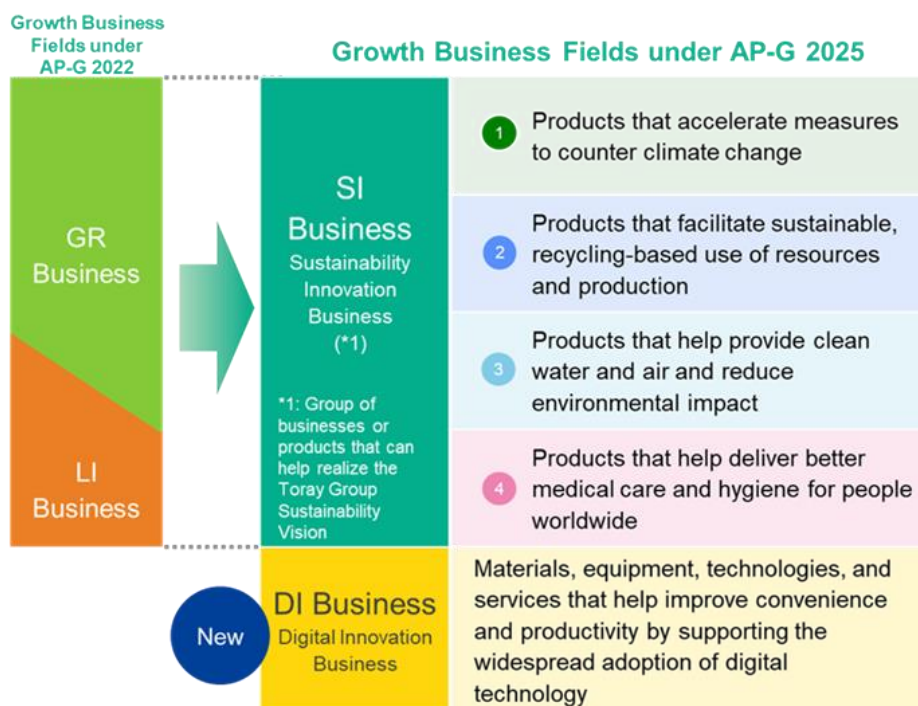 Growth Business
Fields under
AP-G 2022
Growth Business Fields under AP-G 2025
GR
Business
LI
Business
SI
Business
Sustainability
Innovation
Business
(*1)
*1: Group of
businesses or
products that can
help realize the
Toray Group
Sustainability
Vision
1
Products that accelerate measures
to counter climate change
2
Products that facilitate sustainable,
recycling-based use of resources
and production
3
Products that help provide clean
water and air and reduce
environmental impact
4
Products that help deliver better
medical care and hygiene for people
worldwide
New
DI Business
Digital Innovation
Business
Materials, equipment, technologies, and
services that help improve convenience
and productivity by supporting the
widespread adoption of digital
technology